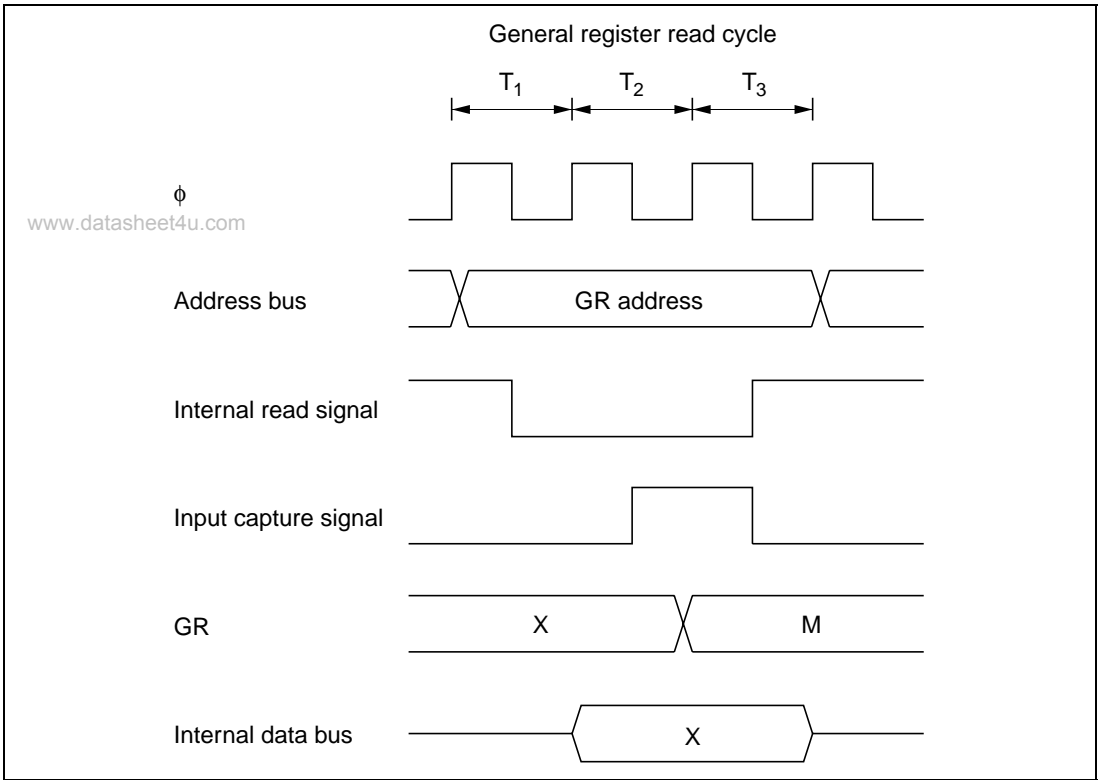 General register read cycle
T1 T2 T3
φ
www.datasheet4u.com
Address bus GR address
Internal read signal
Input capture signal
GR X M
Internal data bus X